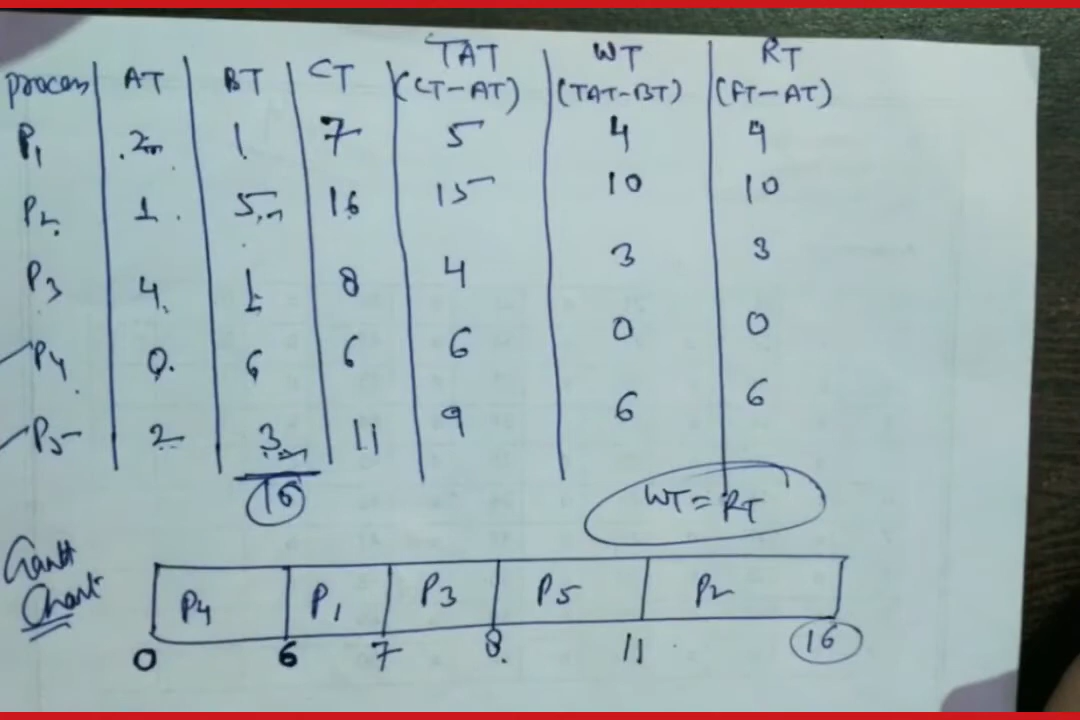 process AT BT CT TAT (CT-AT) WT (TAT-BT) RT (FT-AT)
P1 2 1 7 5 4 4
P2 1 5 16 15 10 10
P3 4 1 8 4 3 3
P4 0 6 6 6 0 0
P5 2 3 11 9 6 6
16
WT=RT
Gantt
Chart
P4 P1 P3 P5 P2
0 6 7 8 11 16